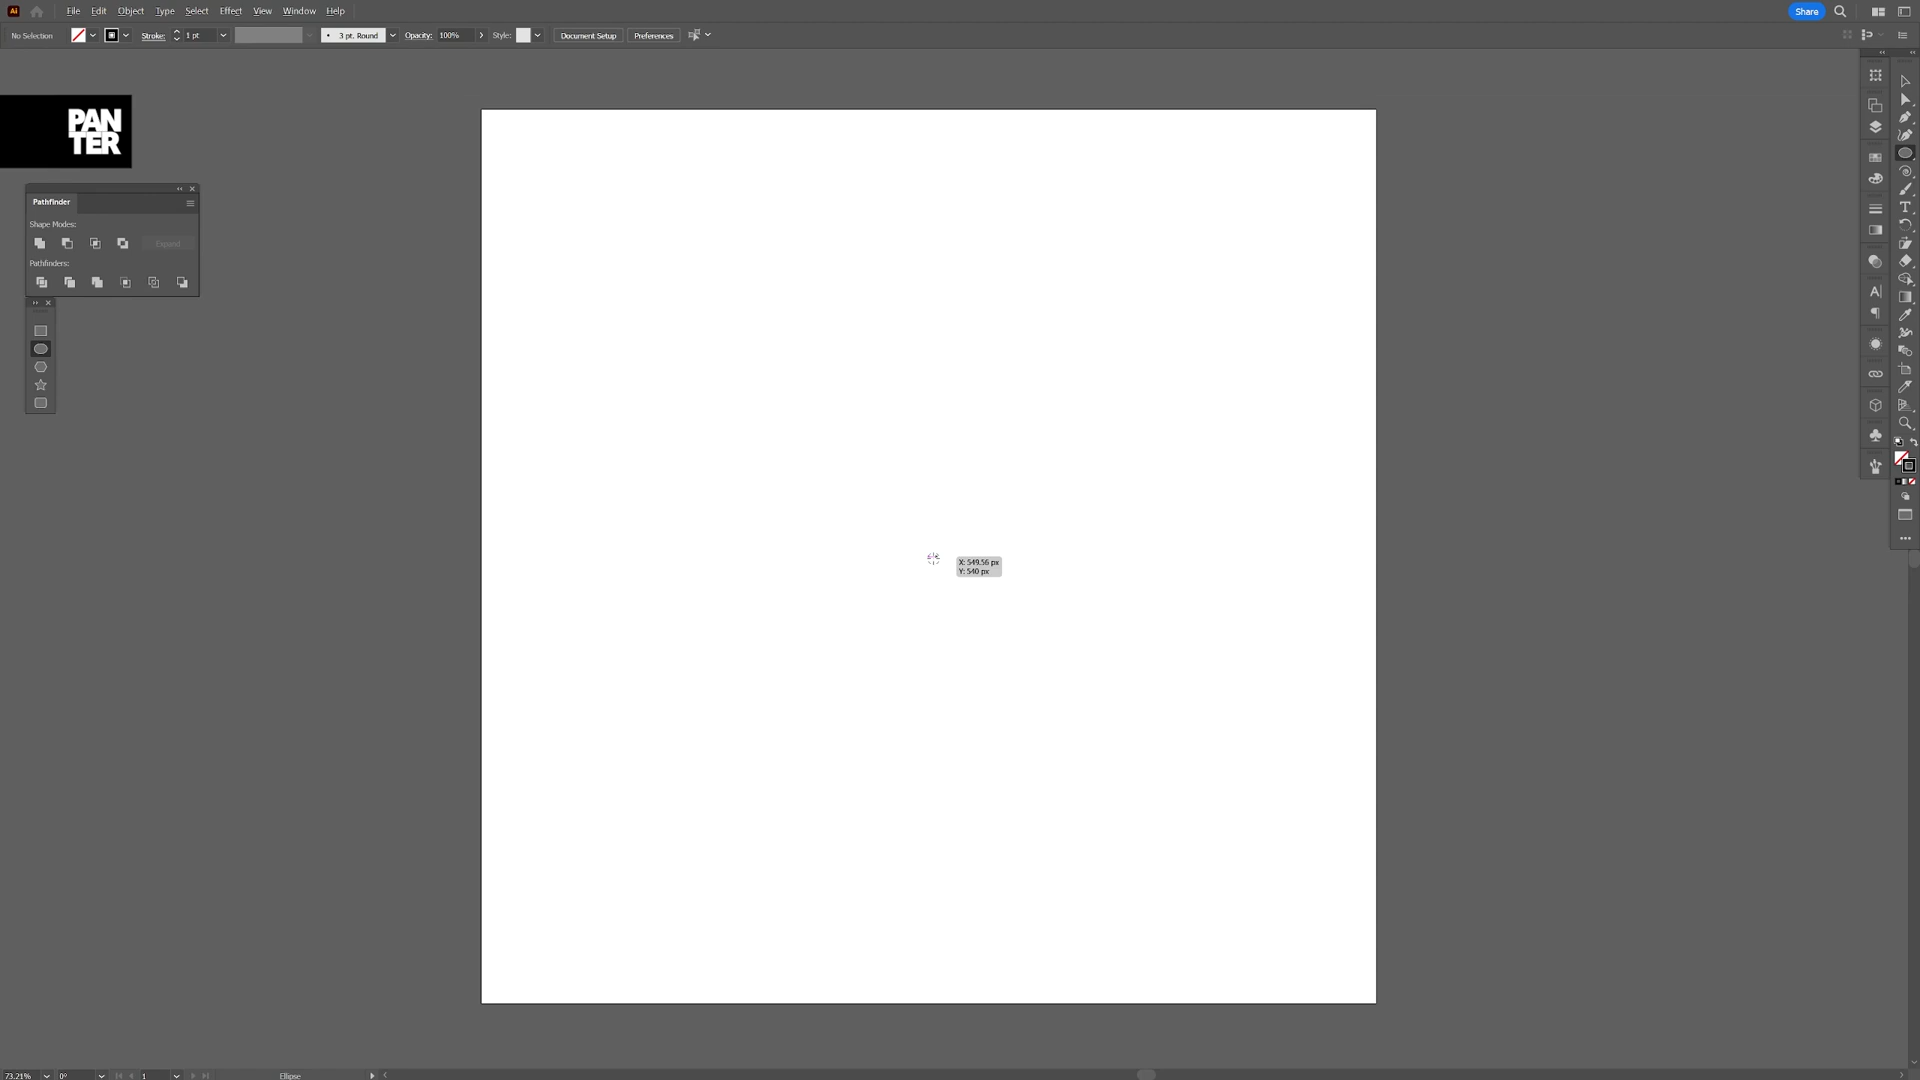 Ai File Edit Object Type Select Effect View Window Help Share
No Selection Stroke: 1 pt 3 pt. Round Opacity: 100% Style: Document Setup Preferences
PAN
TER
Pathfinder
Shape Modes:
Expand
Pathfinders:
X: 549.56 px
Y: 540 px
73.21% 0° 1 Ellipse